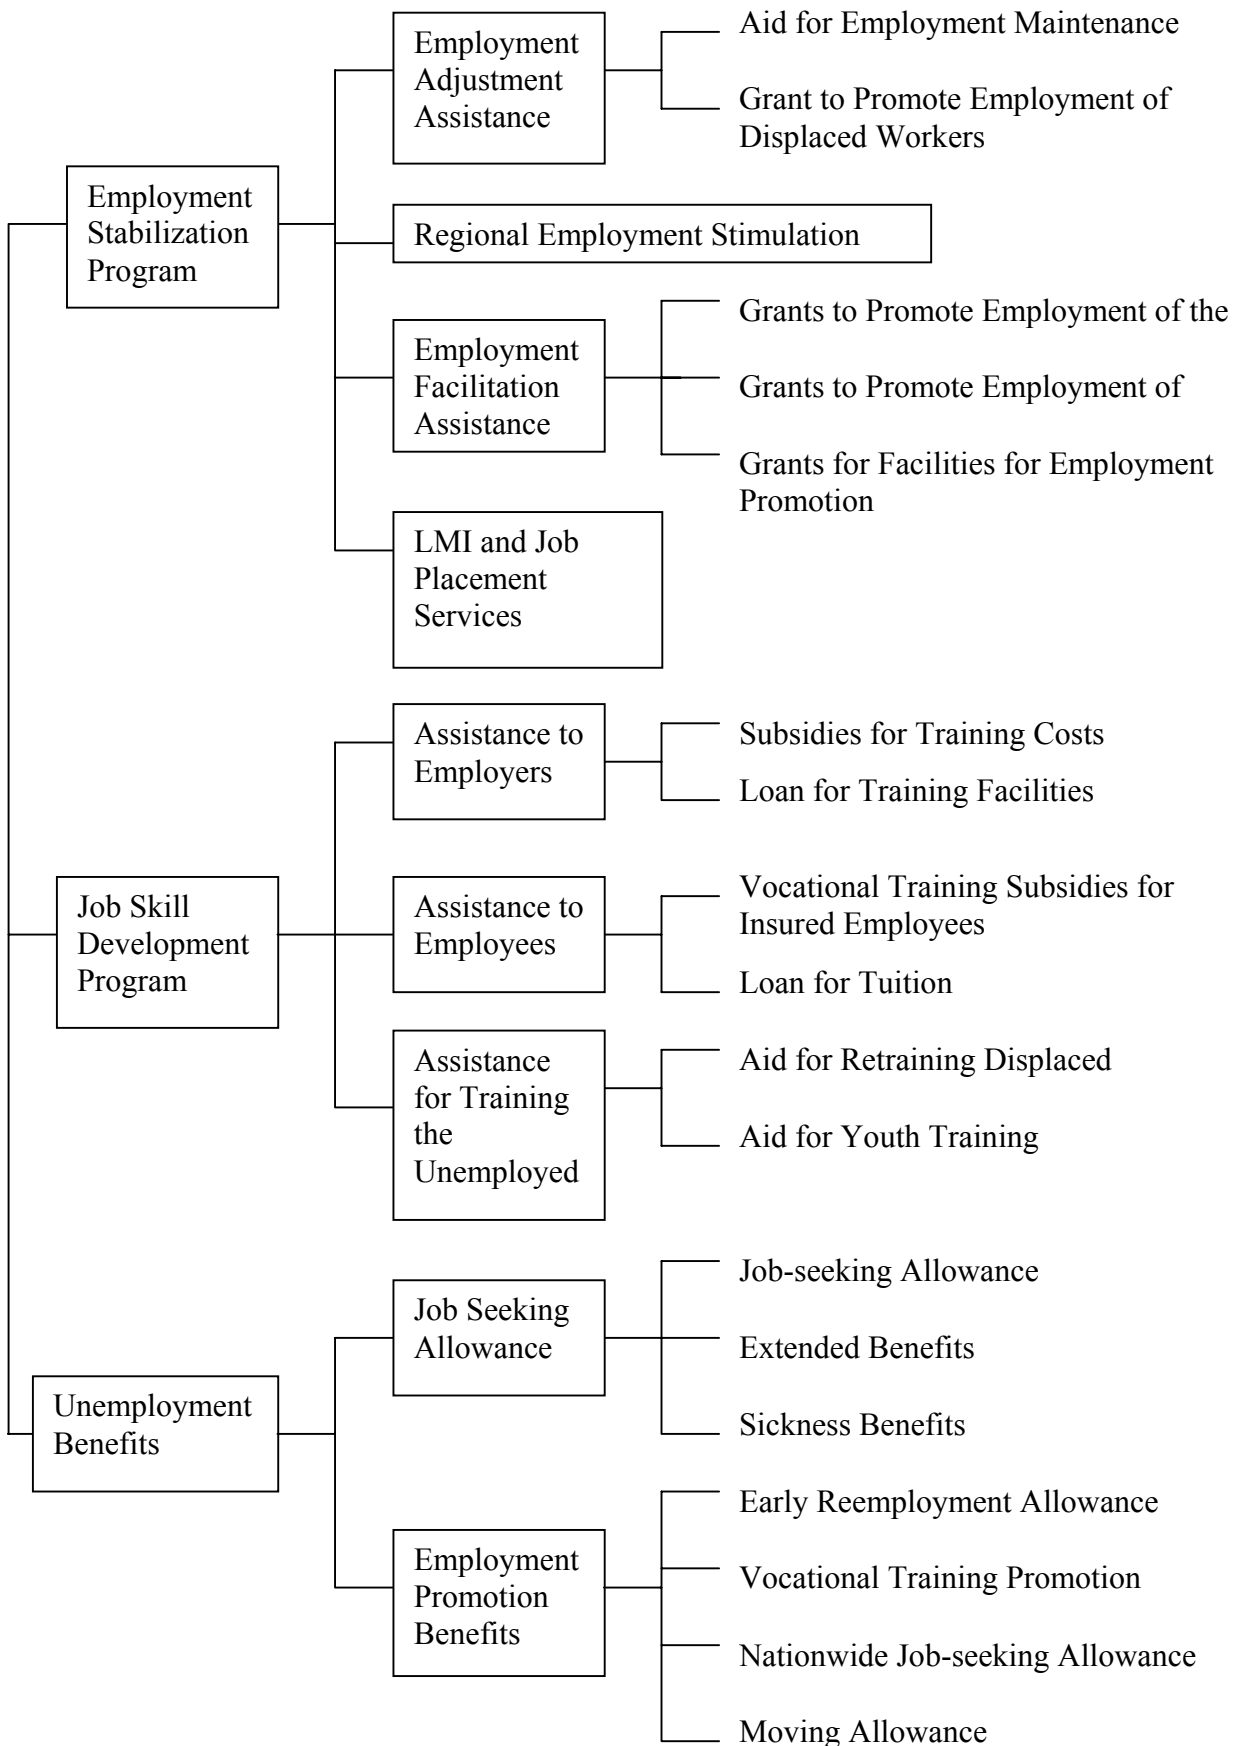 Employment
Adjustment
Assistance
Aid for Employment Maintenance
Grant to Promote Employment of
Displaced Workers
Employment
Stabilization
Program
Regional Employment Stimulation
Employment
Facilitation
Assistance
Grants to Promote Employment of the
Grants to Promote Employment of
Grants for Facilities for Employment
Promotion
LMI and Job
Placement
Services
Assistance to
Employers
Subsidies for Training Costs
Loan for Training Facilities
Job Skill
Development
Program
Assistance to
Employees
Vocational Training Subsidies for
Insured Employees
Loan for Tuition
Assistance
for Training
the
Unemployed
Aid for Retraining Displaced
Aid for Youth Training
Job Seeking
Allowance
Job-seeking Allowance
Extended Benefits
Sickness Benefits
Unemployment
Benefits
Employment
Promotion
Benefits
Early Reemployment Allowance
Vocational Training Promotion
Nationwide Job-seeking Allowance
Moving Allowance